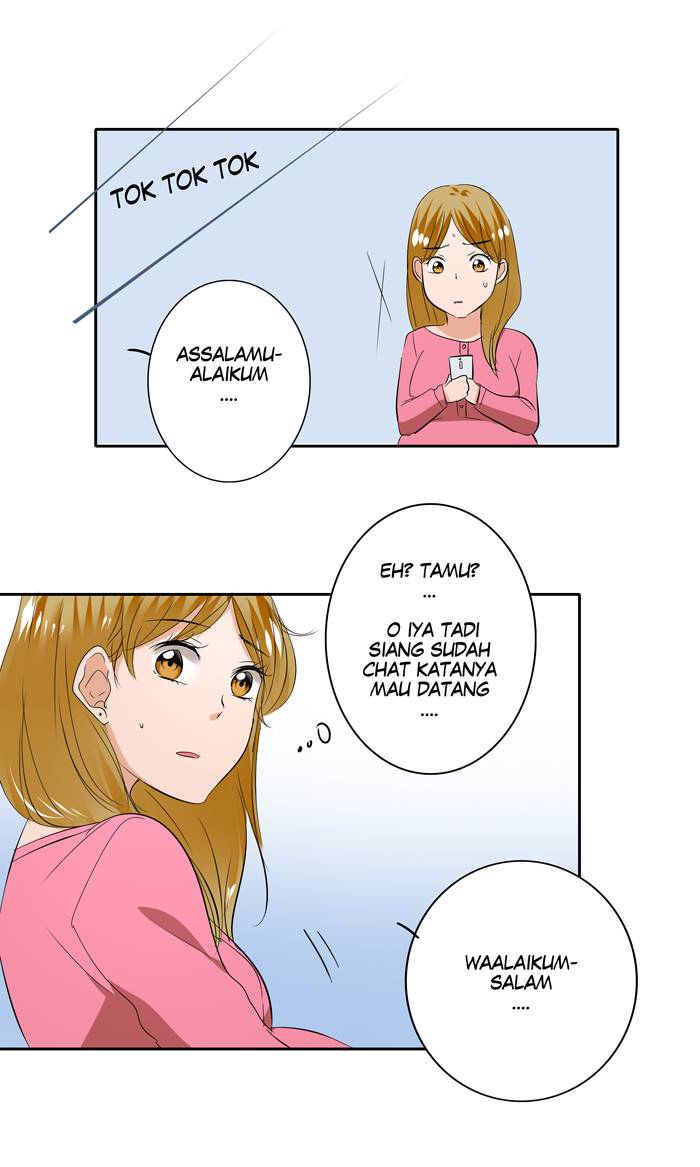 TOK TOK TOK
ASSALAMU-
ALAIKUM
....
EH? TAMU?
...
O IYA TADI
SIANG SUDAH
CHAT KATANYA
MAU DATANG
....
WAALAIKUM-
SALAM
....